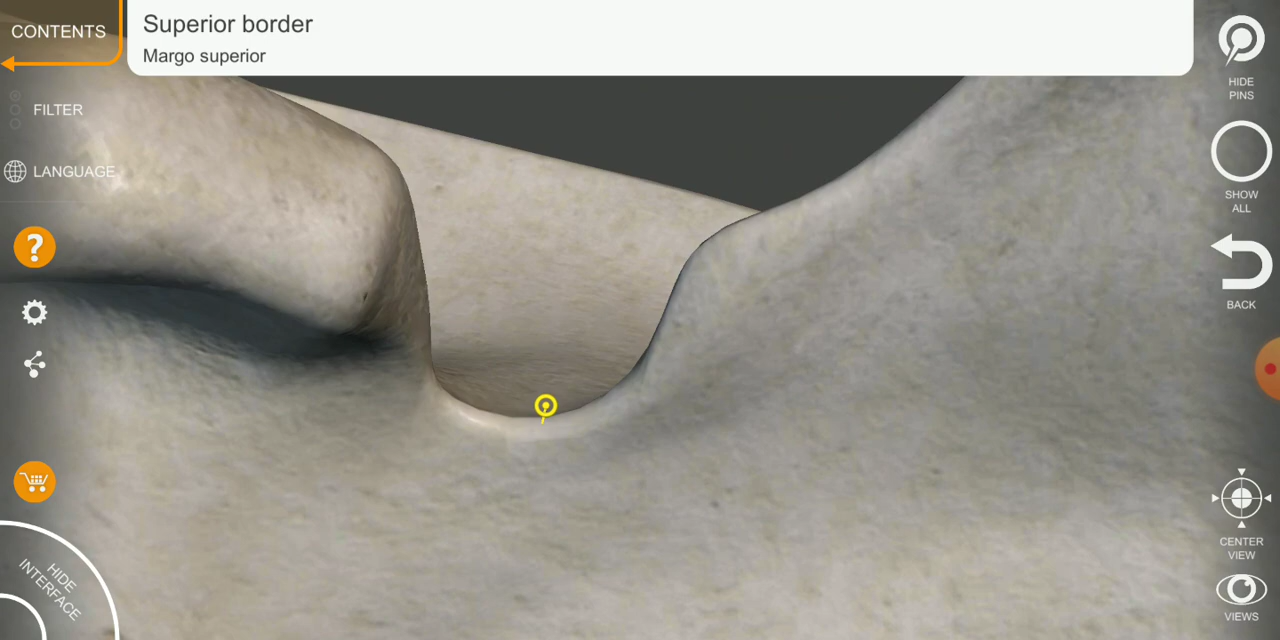 CONTENTS
Superior border
Margo superior
FILTER
LANGUAGE
?
HIDE
INTERFACE
HIDE
PINS
SHOW
ALL
BACK
CENTER
VIEW
VIEWS